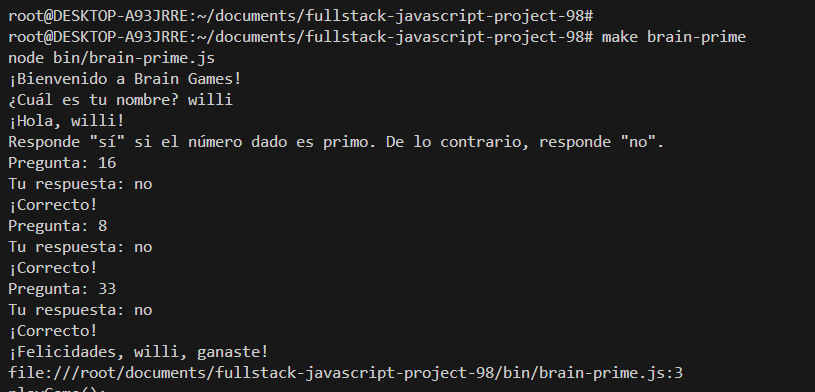 root@DESKTOP-A93JRRE:~/documents/fullstack-javascript-project-98#
root@DESKTOP-A93JRRE:~/documents/fullstack-javascript-project-98# make brain-prime
node bin/brain-prime.js
¡Bienvenido a Brain Games!
¿Cuál es tu nombre? willi
¡Hola, willi!
Responde "sí" si el número dado es primo. De lo contrario, responde "no".
Pregunta: 16
Tu respuesta: no
¡Correcto!
Pregunta: 8
Tu respuesta: no
¡Correcto!
Pregunta: 33
Tu respuesta: no
¡Correcto!
¡Felicidades, willi, ganaste!
file:///root/documents/fullstack-javascript-project-98/bin/brain-prime.js:3